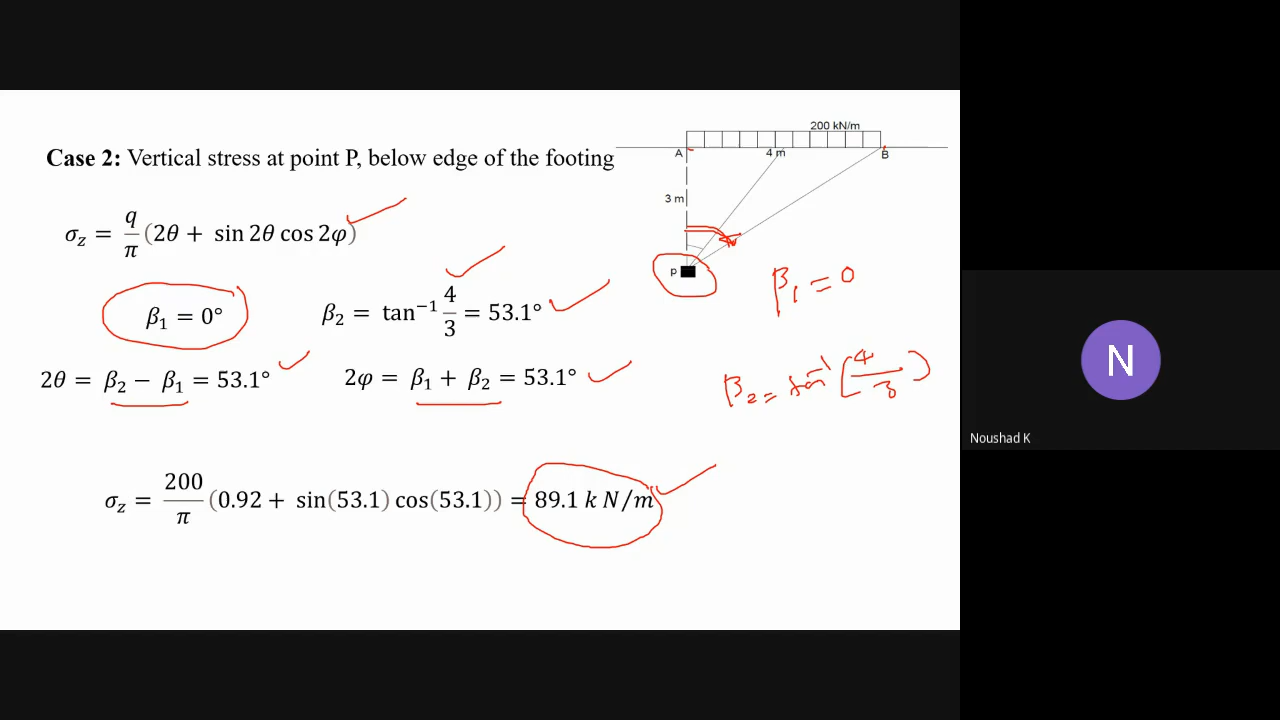 Case 2: Vertical stress at point P, below edge of the footing
200 kN/m
A
4 m
B
3 m
P
σz = q/π (2θ + sin 2θ cos 2φ)
β1 = 0°
β2 = tan⁻¹ 4/3 = 53.1°
β1 = 0
2θ = β2 − β1 = 53.1°
2φ = β1 + β2 = 53.1°
β2 = tan⁻¹ [4/3)
σz = 200/π (0.92 + sin(53.1) cos(53.1)) = 89.1 k N/m
N
Noushad K